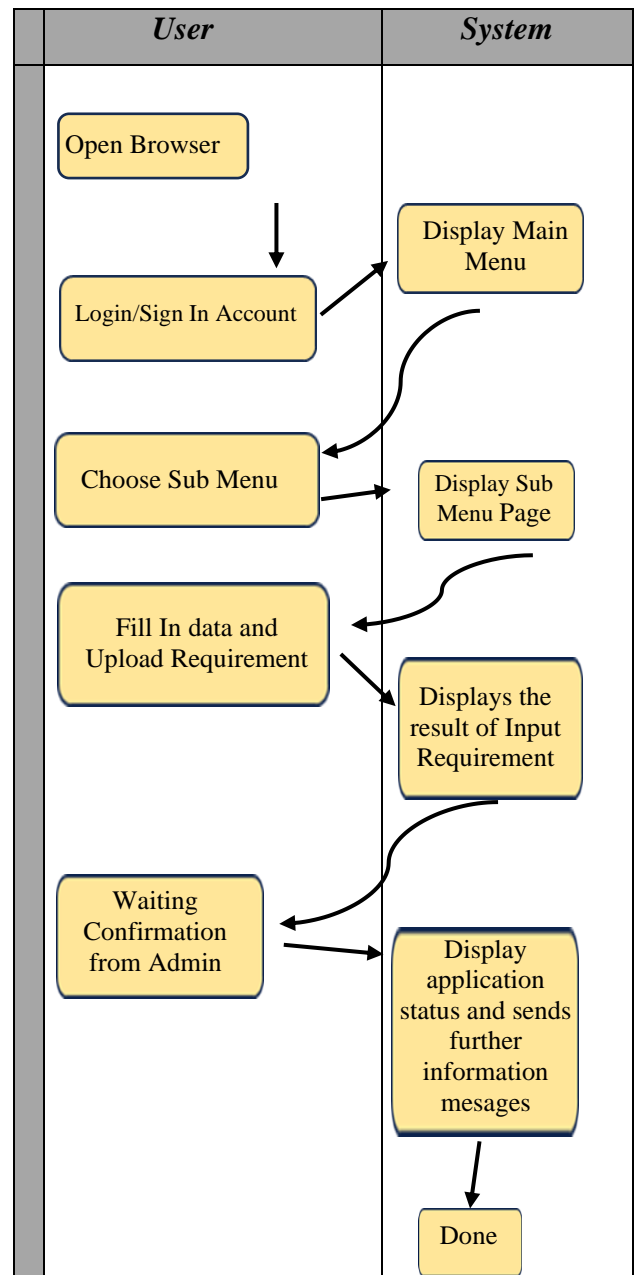 User
System
Open Browser
Display Main
Menu
Login/Sign In Account
Choose Sub Menu
Display Sub
Menu Page
Fill In data and
Upload Requirement
Displays the
result of Input
Requirement
Waiting
Confirmation
from Admin
Display
application
status and sends
further
information
mesages
Done